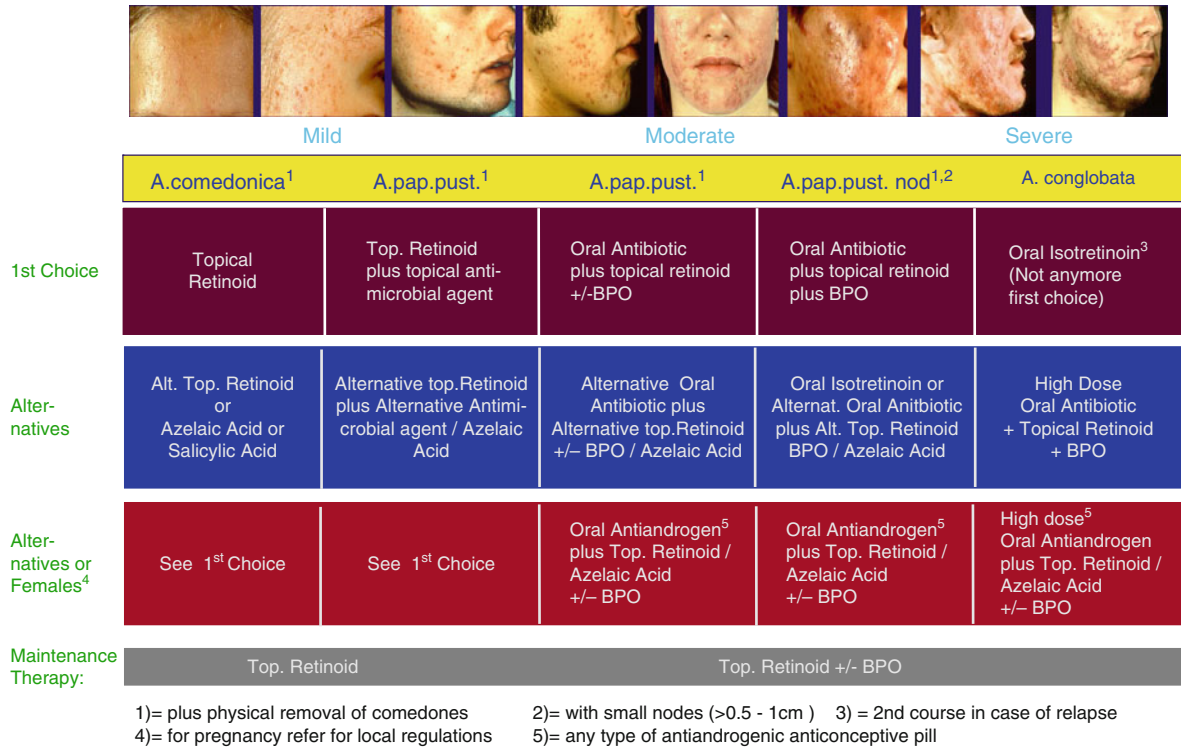 Mild Moderate Severe
A.comedonica1 A.pap.pust.1 A.pap.pust.1 A.pap.pust. nod1,2 A. conglobata
1st Choice
Topical
Retinoid
Top. Retinoid
plus topical anti-
microbial agent
Oral Antibiotic
plus topical retinoid
+/-BPO
Oral Antibiotic
plus topical retinoid
plus BPO
Oral Isotretinoin3
(Not anymore
first choice)
Alter-
natives
Alt. Top. Retinoid
or
Azelaic Acid or
Salicylic Acid
Alternative top.Retinoid
plus Alternative Antimi-
crobial agent / Azelaic
Acid
Alternative Oral
Antibiotic plus
Alternative top.Retinoid
+/– BPO / Azelaic Acid
Oral Isotretinoin or
Alternat. Oral Anitbiotic
plus Alt. Top. Retinoid
BPO / Azelaic Acid
High Dose
Oral Antibiotic
+ Topical Retinoid
+ BPO
Alter-
natives or
Females4
See 1st Choice
See 1st Choice
Oral Antiandrogen5
plus Top. Retinoid /
Azelaic Acid
+/– BPO
Oral Antiandrogen5
plus Top. Retinoid /
Azelaic Acid
+/– BPO
High dose5
Oral Antiandrogen
plus Top. Retinoid /
Azelaic Acid
+/– BPO
Maintenance
Therapy:
Top. Retinoid
Top. Retinoid +/- BPO
1)= plus physical removal of comedones 2)= with small nodes (>0.5 - 1cm ) 3) = 2nd course in case of relapse
4)= for pregnancy refer for local regulations 5)= any type of antiandrogenic anticonceptive pill